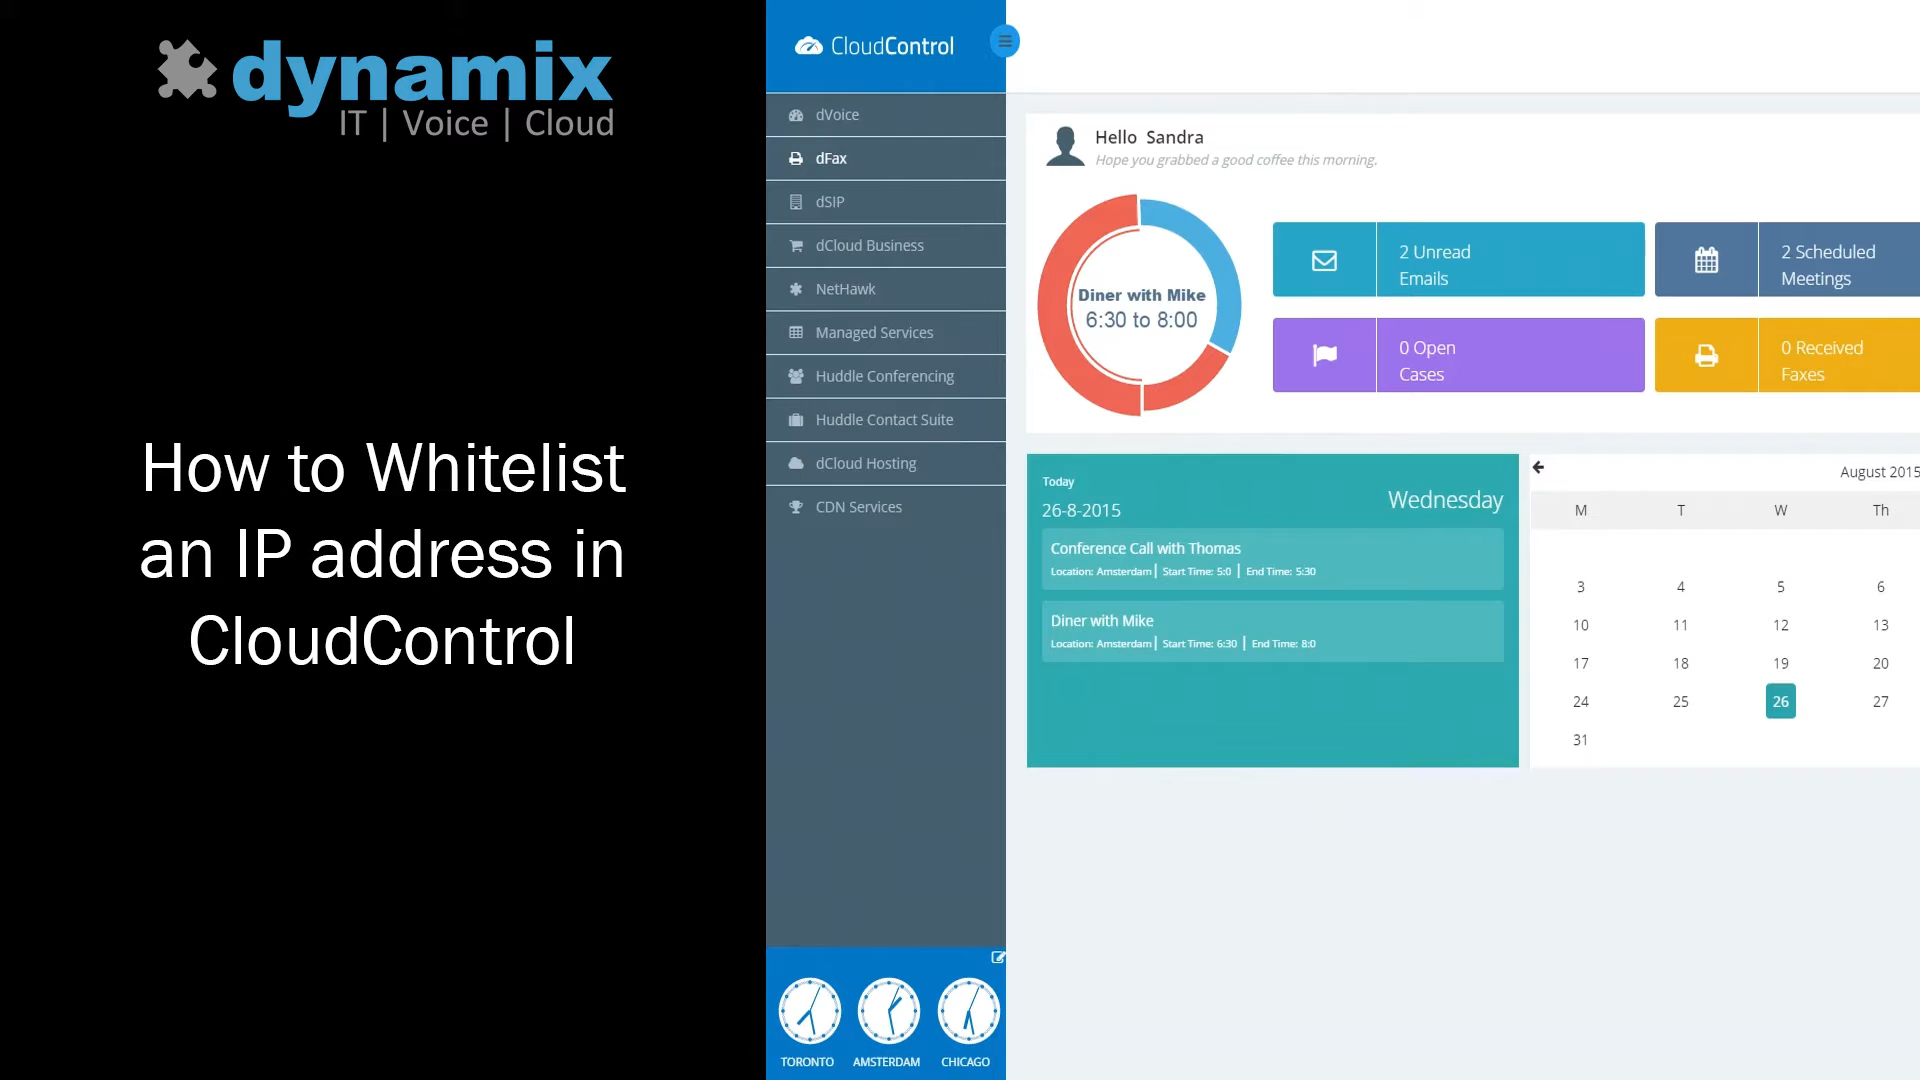 dynamix
IT | Voice | Cloud
How to Whitelist
an IP address in
CloudControl
CloudControl
dVoice
dFax
dSIP
dCloud Business
NetHawk
Managed Services
Huddle Conferencing
Huddle Contact Suite
dCloud Hosting
CDN Services
TORONTO
AMSTERDAM
CHICAGO
Hello Sandra
Hope you grabbed a good coffee this morning.
Diner with Mike
6:30 to 8:00
2 Unread
Emails
2 Scheduled
Meetings
0 Open
Cases
0 Received
Faxes
Today
26-8-2015
Wednesday
Conference Call with Thomas
Location: Amsterdam | Start Time: 5:0 | End Time: 5:30
Diner with Mike
Location: Amsterdam | Start Time: 6:30 | End Time: 8:0
August 2015
M T W Th
3 4 5 6
10 11 12 13
17 18 19 20
24 25 26 27
31